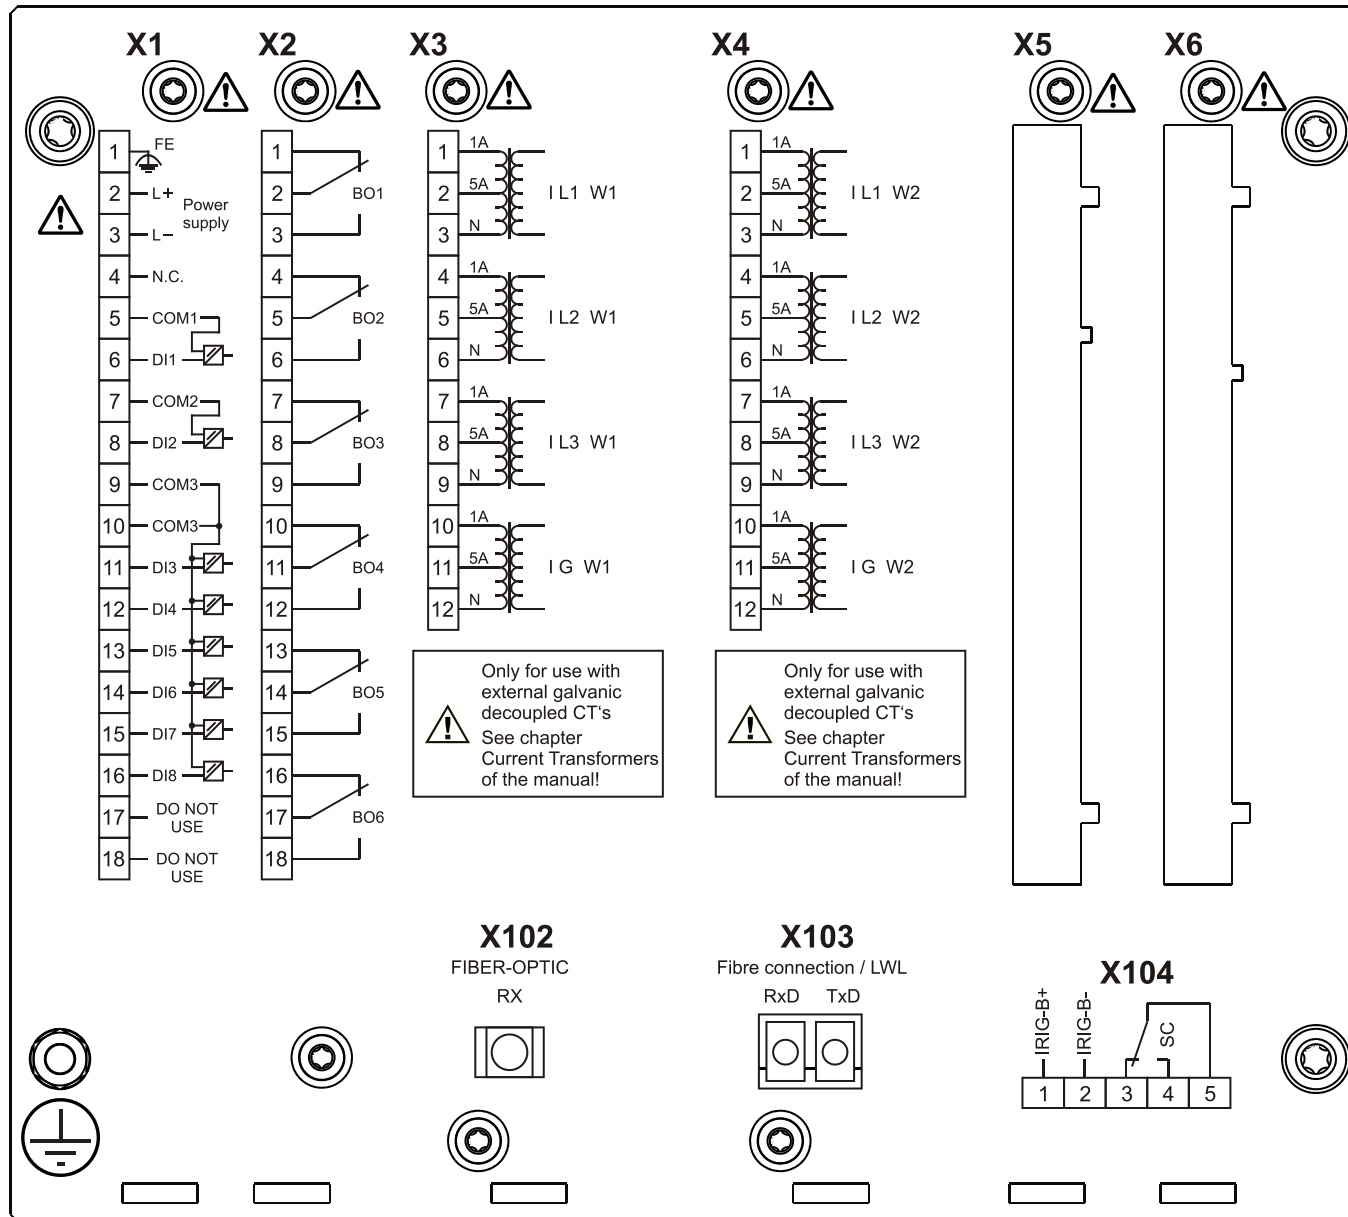 X1 X2 X3 X4 X5 X6
1 FE
2 L+
Power
supply
3 L–
4 N.C.
5 COM1
6 DI1
7 COM2
8 DI2
9 COM3
10 COM3
11 DI3
12 DI4
13 DI5
14 DI6
15 DI7
16 DI8
17 DO NOT
USE
18 DO NOT
USE
1
2 BO1
3
4
5 BO2
6
7
8 BO3
9
10
11 BO4
12
13
14 BO5
15
16
17 BO6
18
1 1A
2 5A I L1 W1
3 N
4 1A
5 5A I L2 W1
6 N
7 1A
8 5A I L3 W1
9 N
10 1A
11 5A I G W1
12 N
Only for use with
external galvanic
decoupled CT‘s
See chapter
Current Transformers
of the manual!
1 1A
2 5A I L1 W2
3 N
4 1A
5 5A I L2 W2
6 N
7 1A
8 5A I L3 W2
9 N
10 1A
11 5A I G W2
12 N
Only for use with
external galvanic
decoupled CT‘s
See chapter
Current Transformers
of the manual!
X102
FIBER-OPTIC
RX
X103
Fibre connection / LWL
RxD TxD
X104
IRIG-B+
IRIG-B-
SC
1 2 3 4 5